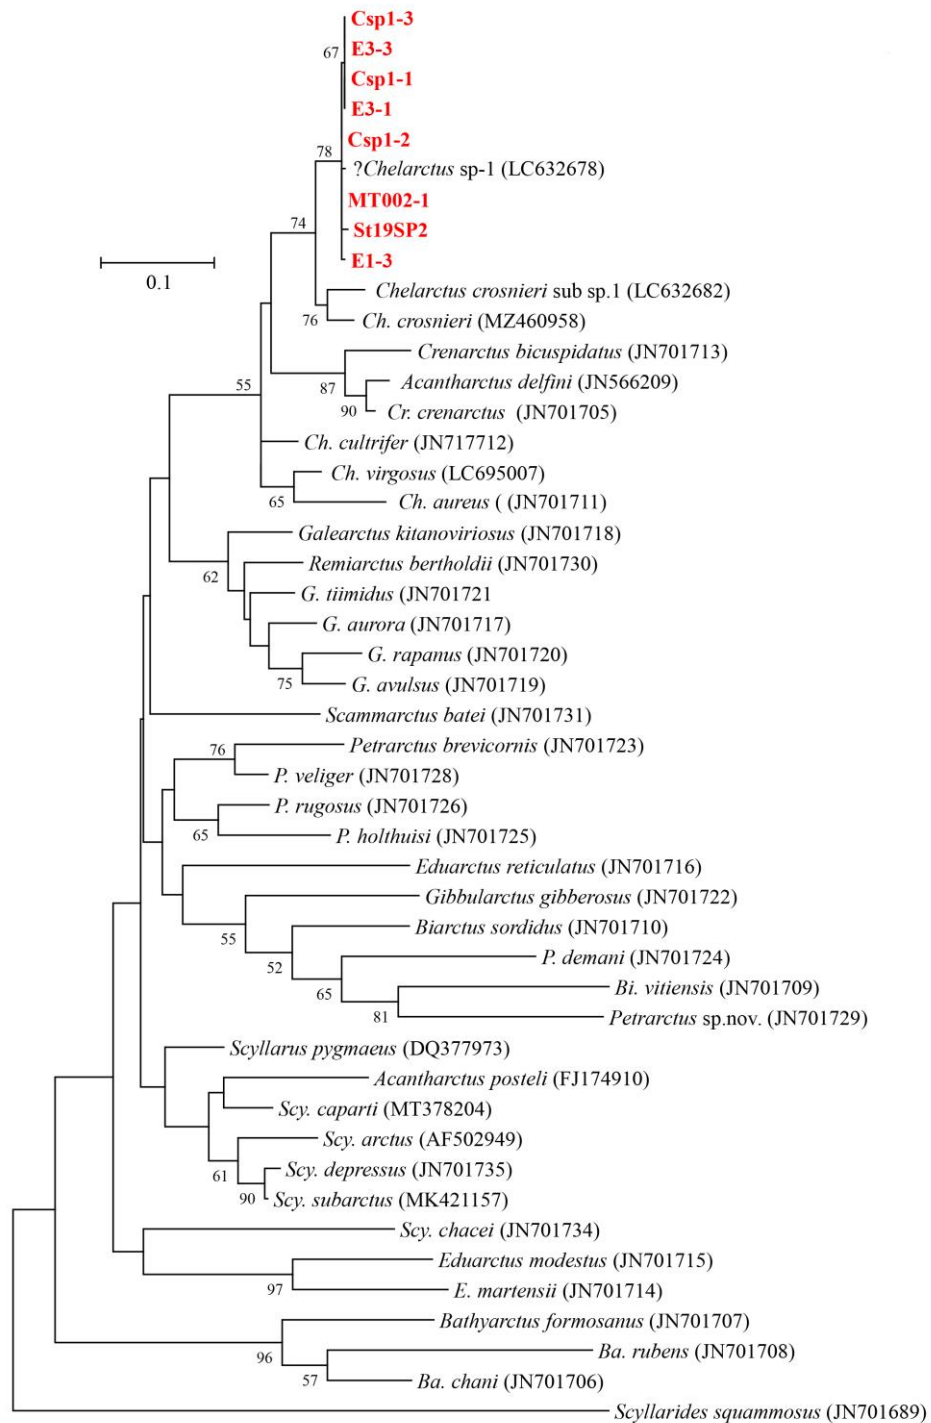 Csp1-3
67
E3-3
Csp1-1
E3-1
Csp1-2
78
?Chelarctus sp-1 (LC632678)
MT002-1
74
St19SP2
E1-3
0.1
Chelarctus crosnieri sub sp.1 (LC632682)
76
Ch. crosnieri (MZ460958)
Crenarctus bicuspidatus (JN701713)
87
Acantharctus delfini (JN566209)
55
90
Cr. crenarctus (JN701705)
Ch. cultrifer (JN717712)
Ch. virgosus (LC695007)
65
Ch. aureus ( (JN701711)
Galearctus kitanoviriosus (JN701718)
Remiarctus bertholdii (JN701730)
62
G. tiimidus (JN701721
G. aurora (JN701717)
G. rapanus (JN701720)
75
G. avulsus (JN701719)
Scammarctus batei (JN701731)
76
Petrarctus brevicornis (JN701723)
P. veliger (JN701728)
P. rugosus (JN701726)
65
P. holthuisi (JN701725)
Eduarctus reticulatus (JN701716)
Gibbularctus gibberosus (JN701722)
55
Biarctus sordidus (JN701710)
52
P. demani (JN701724)
65
Bi. vitiensis (JN701709)
81
Petrarctus sp.nov. (JN701729)
Scyllarus pygmaeus (DQ377973)
Acantharctus posteli (FJ174910)
Scy. caparti (MT378204)
Scy. arctus (AF502949)
61
Scy. depressus (JN701735)
90
Scy. subarctus (MK421157)
Scy. chacei (JN701734)
Eduarctus modestus (JN701715)
97
E. martensii (JN701714)
Bathyarctus formosanus (JN701707)
96
Ba. rubens (JN701708)
57
Ba. chani (JN701706)
Scyllarides squammosus (JN701689)